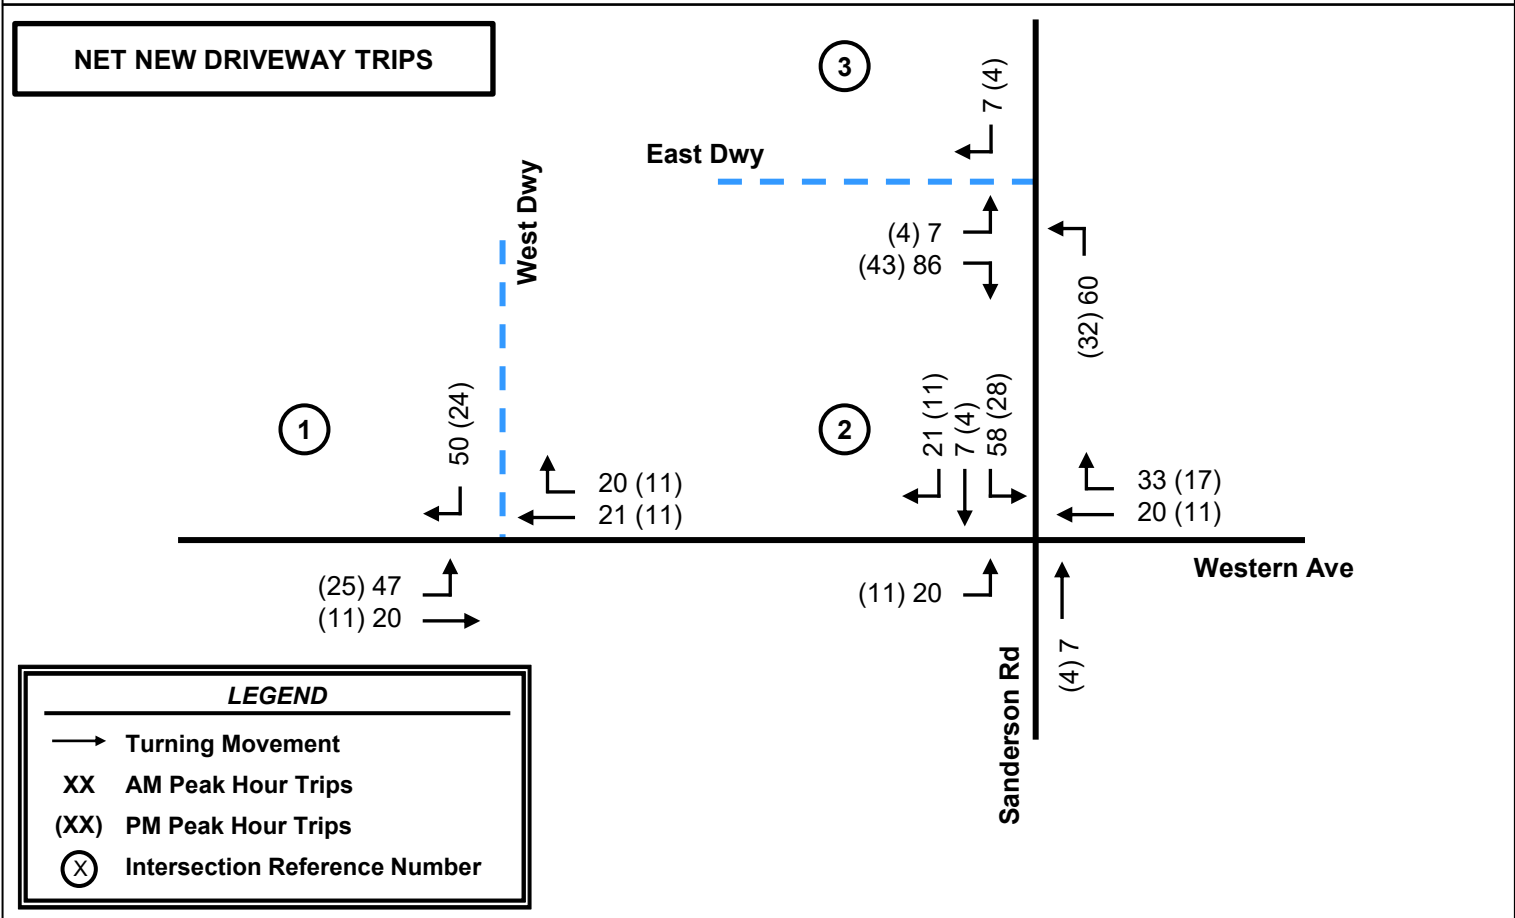 NET NEW DRIVEWAY TRIPS
3
7 (4)
East Dwy
West Dwy
(4) 7
(43) 86
(32) 60
1
50 (24)
20 (11)
21 (11)
(25) 47
(11) 20
2
21 (11)
7 (4)
58 (28)
33 (17)
20 (11)
Western Ave
(11) 20
(4) 7
Sanderson Rd
LEGEND
Turning Movement
XX AM Peak Hour Trips
(XX) PM Peak Hour Trips
X Intersection Reference Number